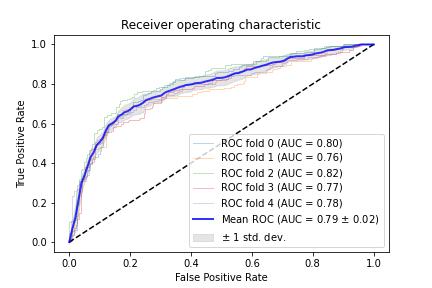 Receiver operating characteristic
True Positive Rate
1.0
0.8
0.6
0.4
0.2
0.0
ROC fold 0 (AUC = 0.80)
ROC fold 1 (AUC = 0.76)
ROC fold 2 (AUC = 0.82)
ROC fold 3 (AUC = 0.77)
ROC fold 4 (AUC = 0.78)
Mean ROC (AUC = 0.79 ± 0.02)
± 1 std. dev.
0.0 0.2 0.4 0.6 0.8 1.0
False Positive Rate